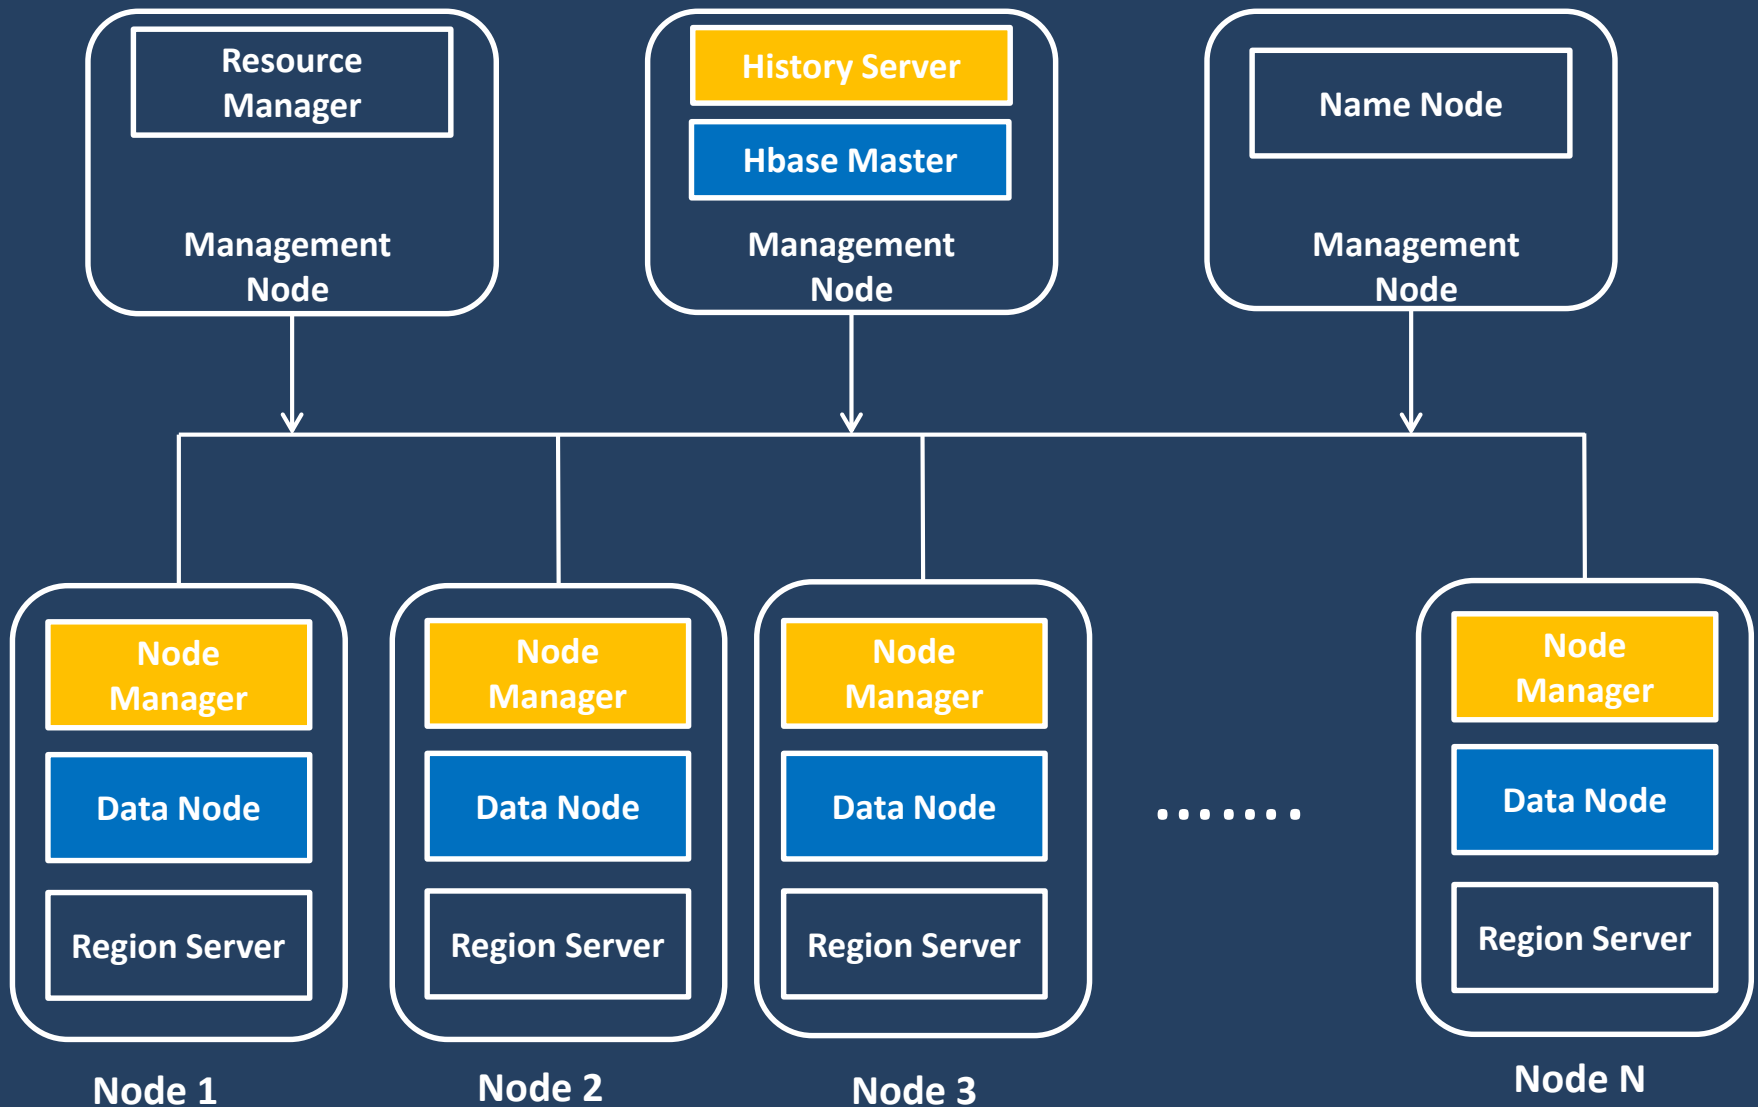 Resource
Manager
Management
Node
History Server
Hbase Master
Management
Node
Name Node
Management
Node
Node
Manager
Data Node
Region Server
Node 1
Node
Manager
Data Node
Region Server
Node 2
Node
Manager
Data Node
Region Server
Node 3
.......
Node
Manager
Data Node
Region Server
Node N